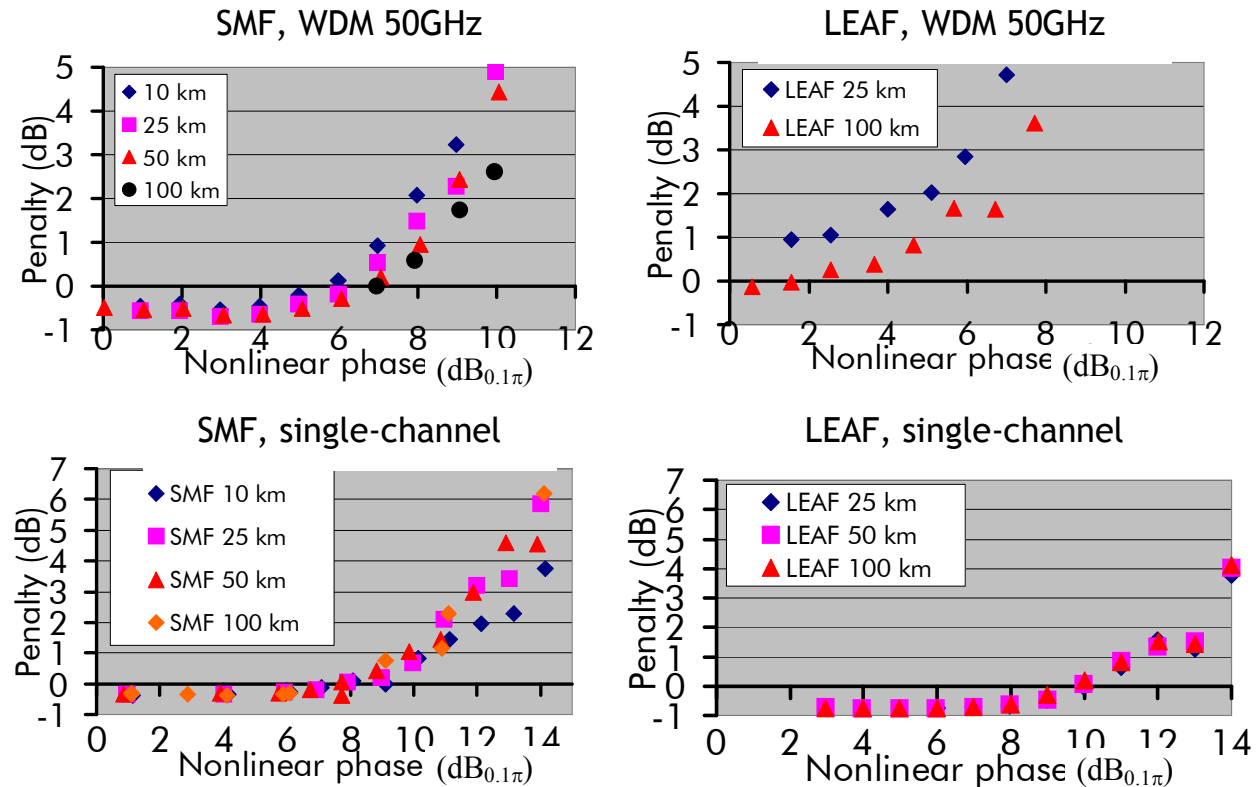 SMF, WDM 50GHz
5
4
3
2
1
0
-1
Penalty (dB)
10 km
25 km
50 km
100 km
0 2 4 6 8 10 12
Nonlinear phase (dB0.1π)
LEAF, WDM 50GHz
5
4
3
2
1
0
-1
Penalty (dB)
LEAF 25 km
LEAF 100 km
0 2 4 6 8 10 12
Nonlinear phase (dB0.1π)
SMF, single-channel
7
6
5
4
3
2
1
0
-1
Penalty (dB)
SMF 10 km
SMF 25 km
SMF 50 km
SMF 100 km
0 2 4 6 8 10 12 14
Nonlinear phase (dB0.1π)
LEAF, single-channel
7
6
5
4
3
2
1
0
-1
Penalty (dB)
LEAF 25 km
LEAF 50 km
LEAF 100 km
0 2 4 6 8 10 12 14
Nonlinear phase (dB0.1π)